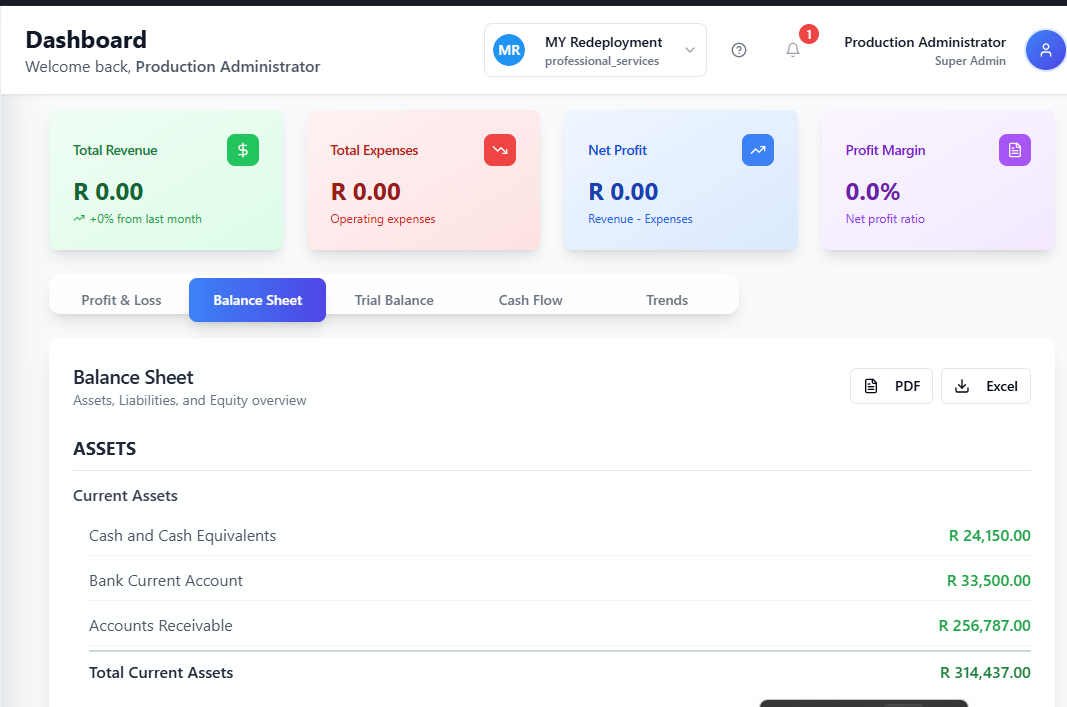 Dashboard
Welcome back, Production Administrator
MR
MY Redeployment
professional_services
1
Production Administrator
Super Admin
Total Revenue
R 0.00
+0% from last month
Total Expenses
R 0.00
Operating expenses
Net Profit
R 0.00
Revenue - Expenses
Profit Margin
0.0%
Net profit ratio
Profit & Loss
Balance Sheet
Trial Balance
Cash Flow
Trends
Balance Sheet
Assets, Liabilities, and Equity overview
PDF
Excel
ASSETS
Current Assets
Cash and Cash Equivalents R 24,150.00
Bank Current Account R 33,500.00
Accounts Receivable R 256,787.00
Total Current Assets R 314,437.00